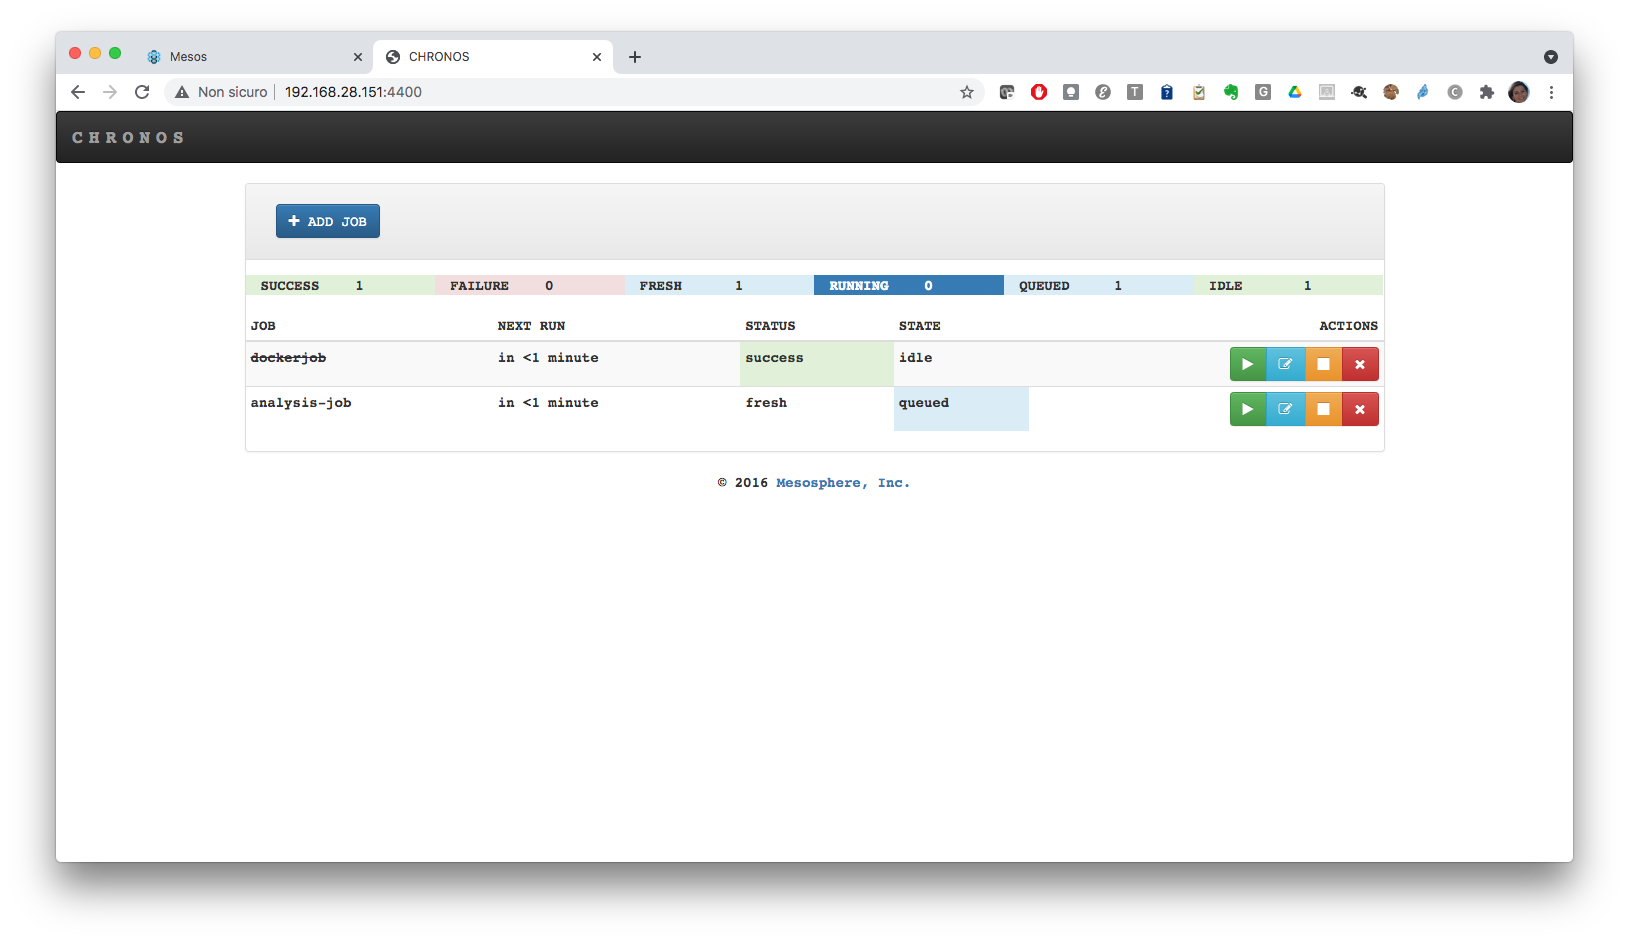 Mesos
CHRONOS
Non sicuro 192.168.28.151:4400
CHRONOS
ADD JOB
SUCCESS 1 FAILURE 0 FRESH 1 RUNNING 0 QUEUED 1 IDLE 1
JOB NEXT RUN STATUS STATE ACTIONS
dockerjob in <1 minute success idle
analysis-job in <1 minute fresh queued
© 2016 Mesosphere, Inc.